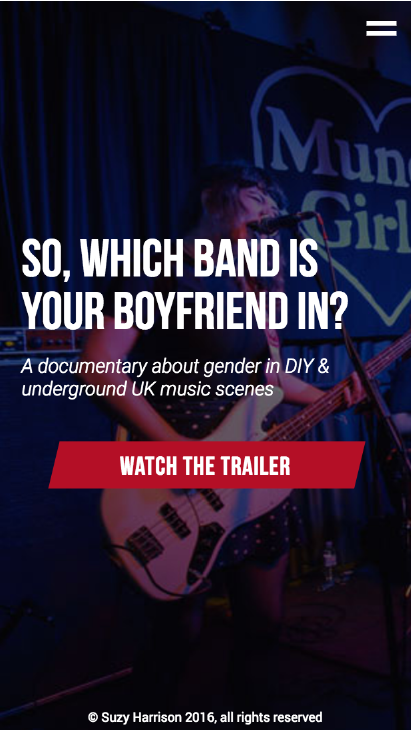 Mun
Girl
SO, WHICH BAND IS
YOUR BOYFRIEND IN?
A documentary about gender in DIY &
underground UK music scenes
WATCH THE TRAILER
© Suzy Harrison 2016, all rights reserved